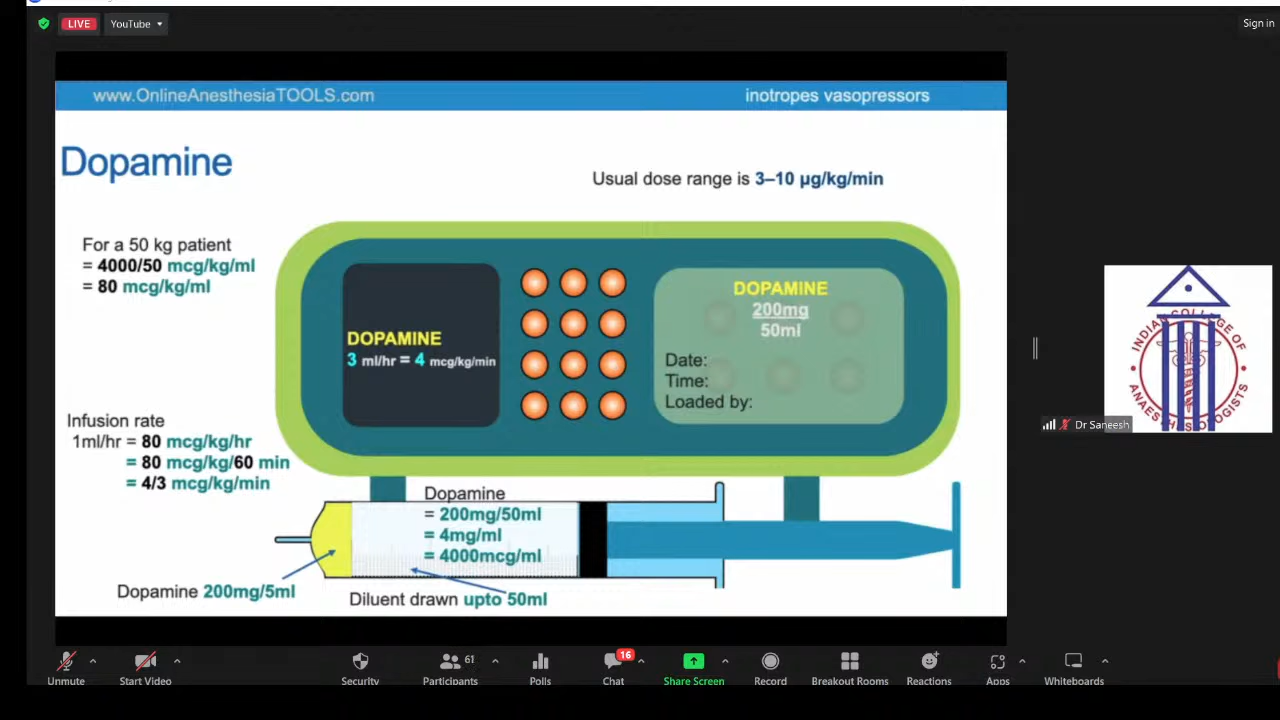 LIVE
YouTube
Sign in
www.OnlineAnesthesiaTOOLS.com
inotropes vasopressors
Dopamine
Usual dose range is 3–10 µg/kg/min
For a 50 kg patient
= 4000/50 mcg/kg/ml
= 80 mcg/kg/ml
DOPAMINE
3 ml/hr = 4 mcg/kg/min
DOPAMINE
200mg
50ml
Date:
Time:
Loaded by:
Infusion rate
1ml/hr = 80 mcg/kg/hr
= 80 mcg/kg/60 min
= 4/3 mcg/kg/min
Dopamine
= 200mg/50ml
= 4mg/ml
= 4000mcg/ml
Dopamine 200mg/5ml
Diluent drawn upto 50ml
INDIAN COLLEGE OF
ANAESTHESIOLOGISTS
Dr Saneesh
Unmute
Start Video
Security
61
Participants
Polls
16
Chat
Share Screen
Record
Breakout Rooms
Reactions
Apps
Whiteboards